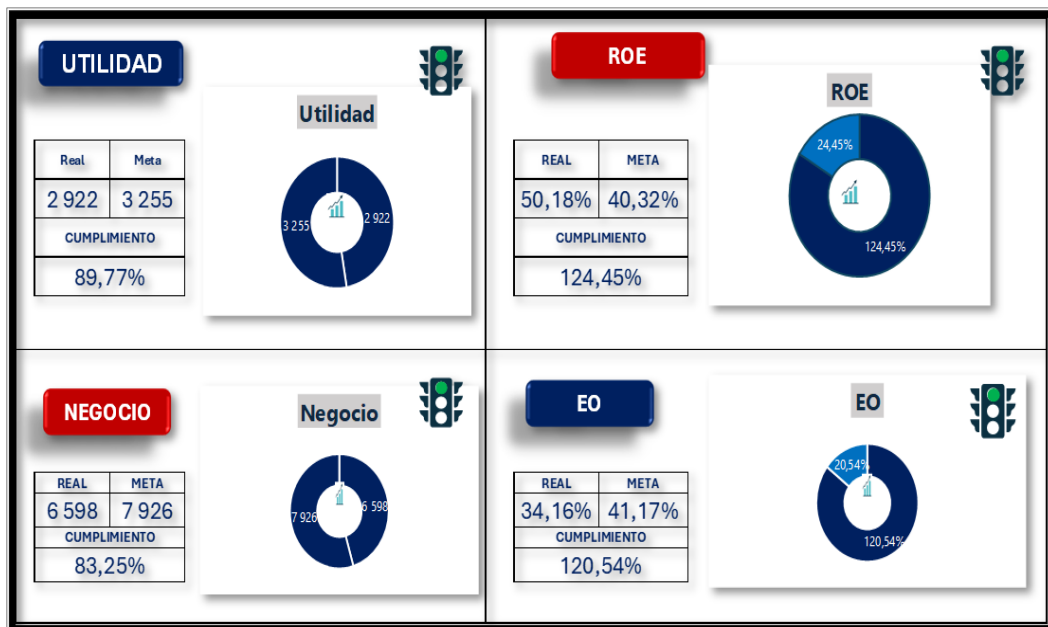 UTILIDAD
Utilidad
Real Meta
2 922 3 255
CUMPLIMIENTO
89,77%
3 255 2 922
ROE
ROE
REAL META
50,18% 40,32%
CUMPLIMIENTO
124,45%
24,45%
124,45%
NEGOCIO
Negocio
REAL META
6 598 7 926
CUMPLIMIENTO
83,25%
7 926 6 598
EO
EO
REAL META
34,16% 41,17%
CUMPLIMIENTO
120,54%
20,54%
120,54%